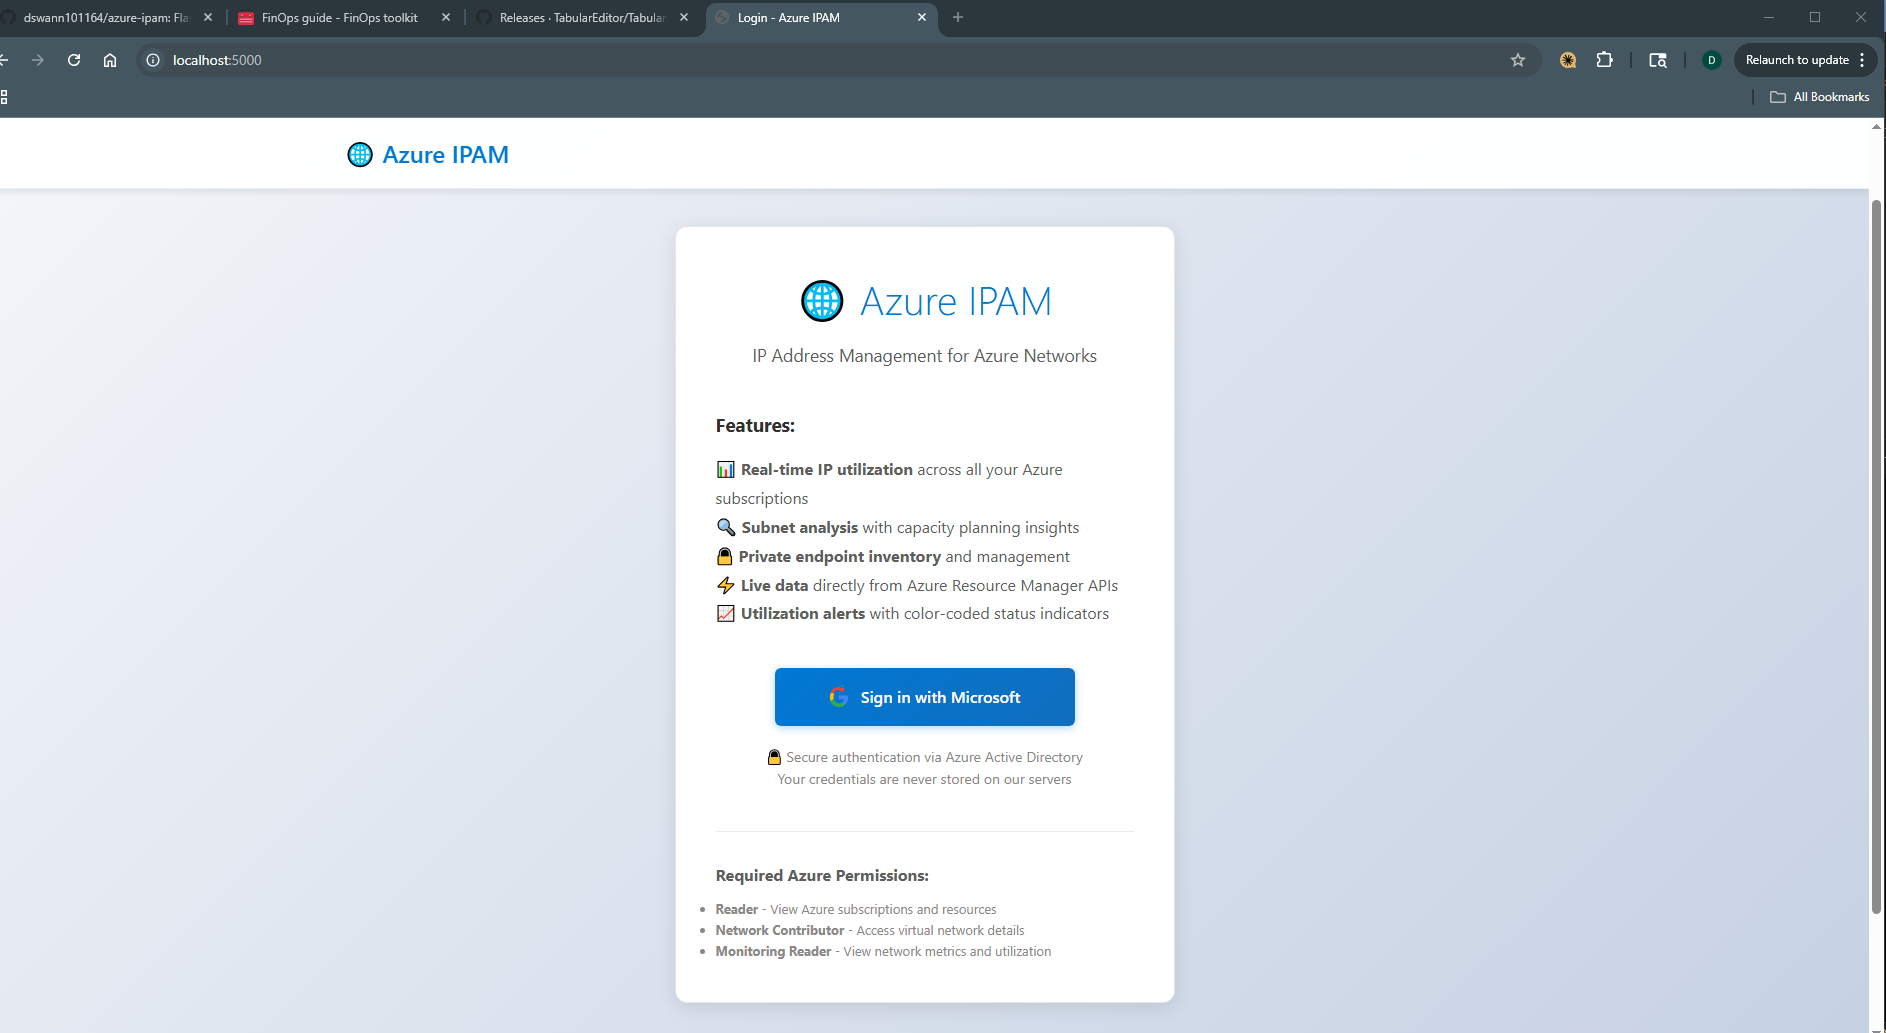 dswann101164/azure-ipam: Fla
FinOps guide - FinOps toolkit
Releases · TabularEditor/Tabular
Login - Azure IPAM
localhost:5000
D
Relaunch to update
All Bookmarks
Azure IPAM
Azure IPAM
IP Address Management for Azure Networks
Features:
Real-time IP utilization across all your Azure
subscriptions
Subnet analysis with capacity planning insights
Private endpoint inventory and management
Live data directly from Azure Resource Manager APIs
Utilization alerts with color-coded status indicators
Sign in with Microsoft
Secure authentication via Azure Active Directory
Your credentials are never stored on our servers
Required Azure Permissions:
Reader - View Azure subscriptions and resources
Network Contributor - Access virtual network details
Monitoring Reader - View network metrics and utilization